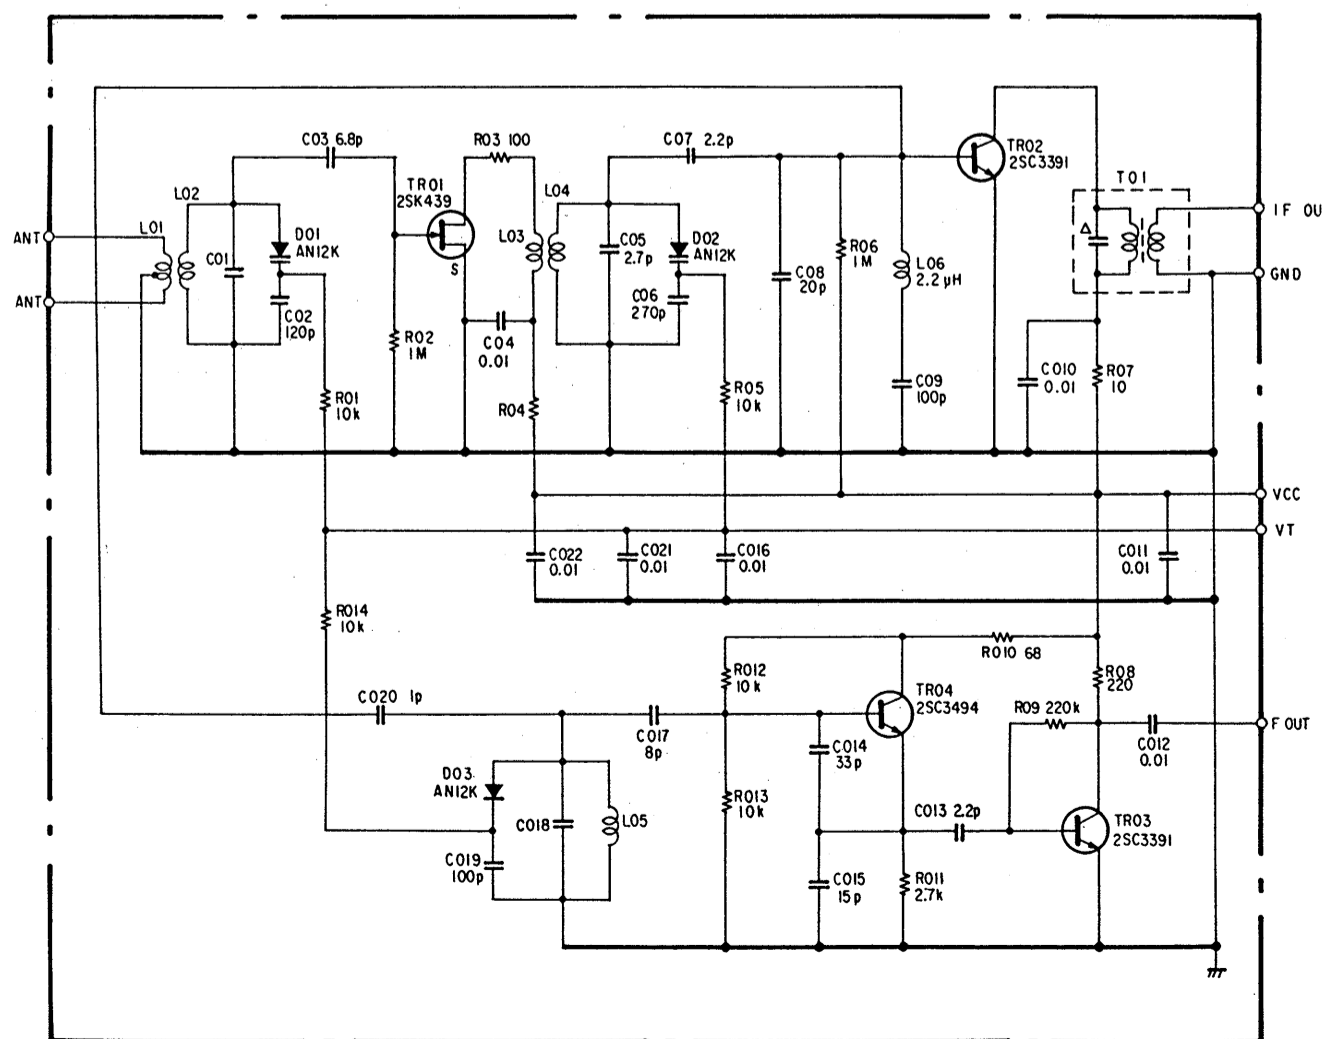 C03 6.8p
R03 100
C07 2.2p
TR01
2SK439
TR02
2SC3391
T01
L02
L04
L01
ANT
D01
AN12K
L03
D02
AN12K
IF OU
C01
C05
2.7p
R06
1M
Δ
S
C08
20p
L06
2.2μH
GND
ANT
C02
120p
C06
270p
R02
1M
C04
0.01
C010
0.01
R07
10
R01
10k
R04
R05
10k
C09
100p
VCC
VT
C022
0.01
C021
0.01
C016
0.01
C011
0.01
R014
10k
R010 68
R012
10k
R08
220
C020 1p
TR04
2SC3494
R09 220k
F OUT
C017
8p
C014
33p
C012
0.01
D03
AN12K
R013
10k
C018
L05
C013 2.2p
TR03
2SC3391
C019
100p
C015
15p
R011
2.7k